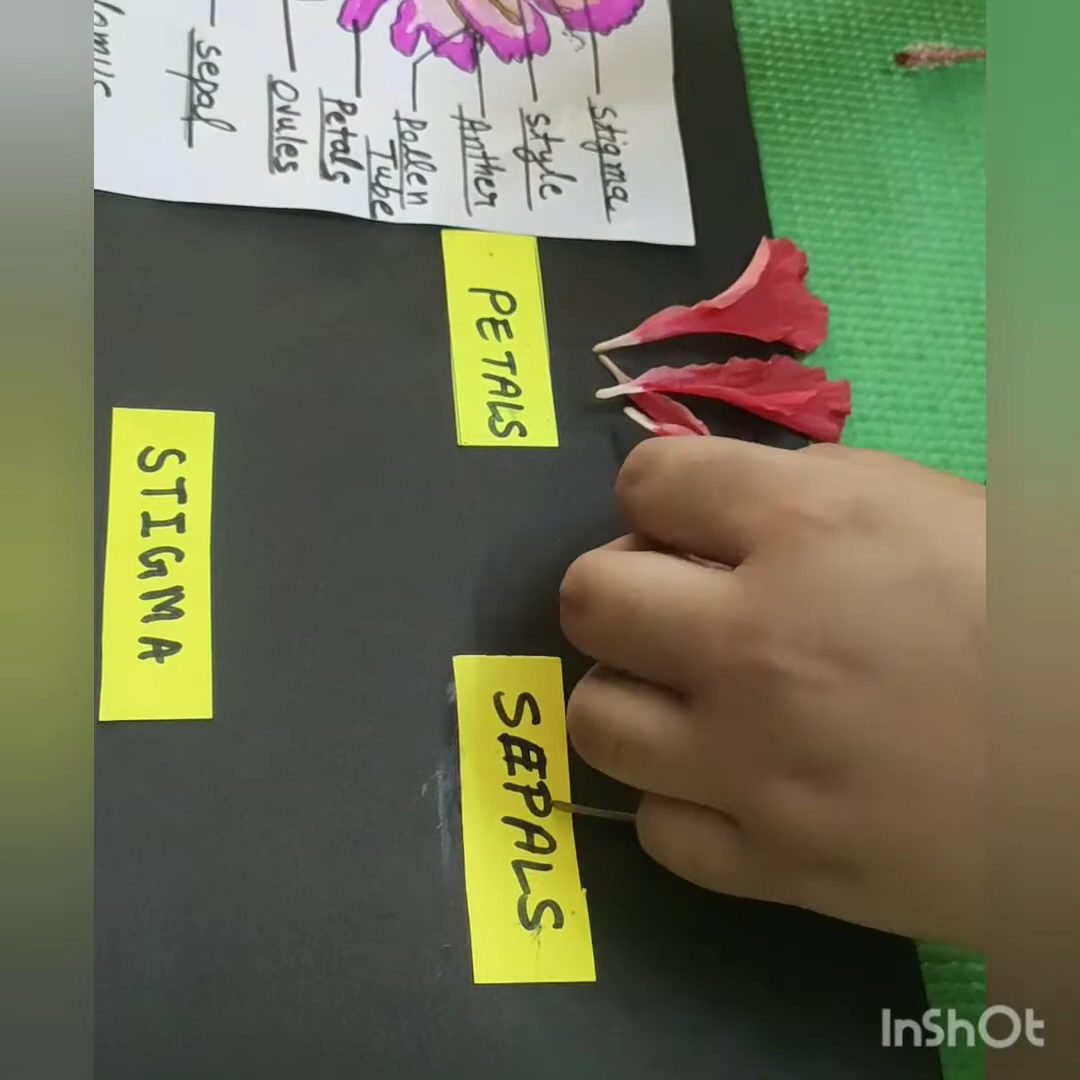 Stigma
style
Anther
Pollen
Tube
Petals
Ovules
sepal
PETALS
STIGMA
SEPALS
InShOt